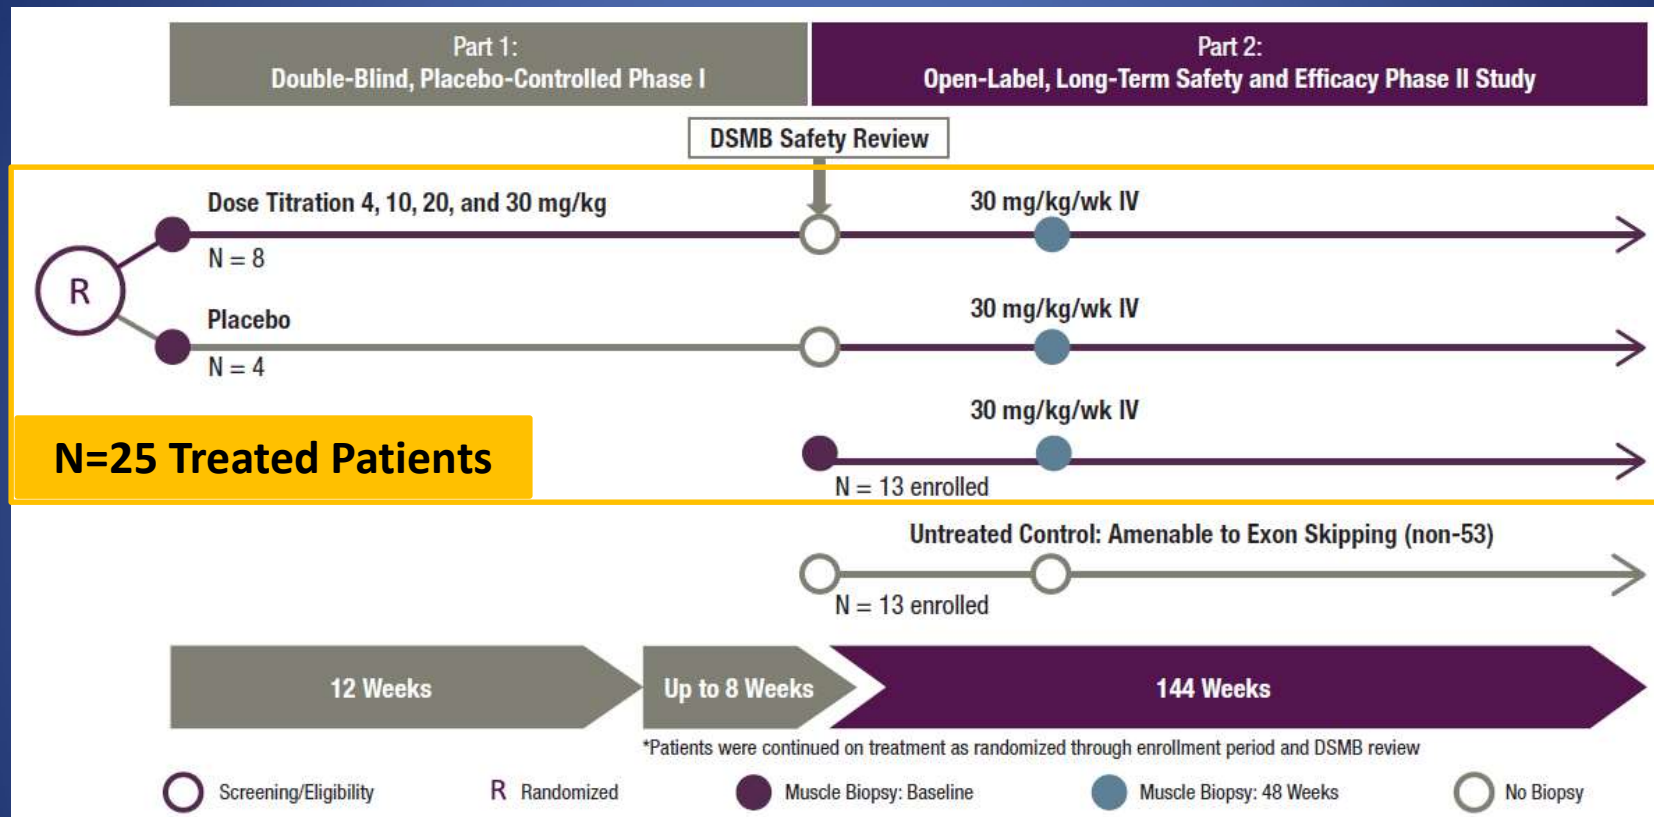 Part 1:
Double-Blind, Placebo-Controlled Phase I
Part 2:
Open-Label, Long-Term Safety and Efficacy Phase II Study
DSMB Safety Review
Dose Titration 4, 10, 20, and 30 mg/kg
30 mg/kg/wk IV
N = 8
R
Placebo
30 mg/kg/wk IV
N = 4
30 mg/kg/wk IV
N=25 Treated Patients
N = 13 enrolled
Untreated Control: Amenable to Exon Skipping (non-53)
N = 13 enrolled
12 Weeks
Up to 8 Weeks
144 Weeks
*Patients were continued on treatment as randomized through enrollment period and DSMB review
Screening/Eligibility
R Randomized
Muscle Biopsy: Baseline
Muscle Biopsy: 48 Weeks
No Biopsy